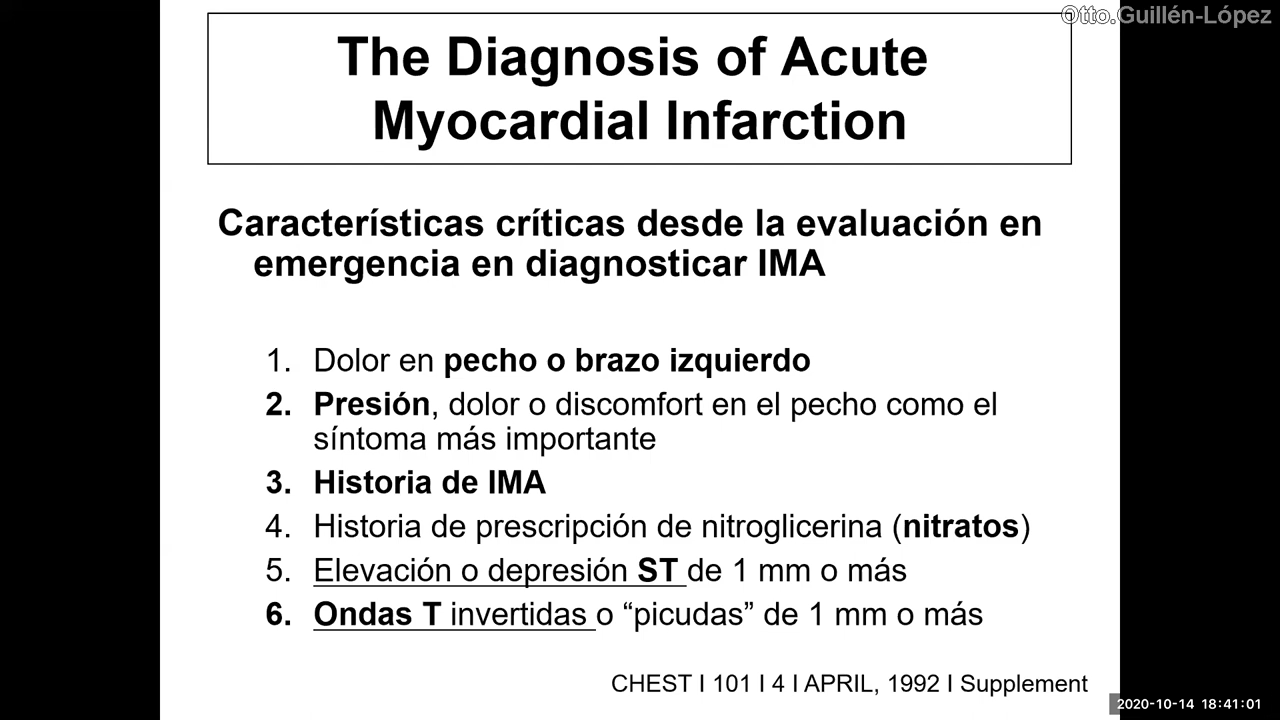 ©tto.Guillén-López
The Diagnosis of Acute
Myocardial Infarction
Características críticas desde la evaluación en
emergencia en diagnosticar IMA
1. Dolor en pecho o brazo izquierdo
2. Presión, dolor o discomfort en el pecho como el
síntoma más importante
3. Historia de IMA
4. Historia de prescripción de nitroglicerina (nitratos)
5. Elevación o depresión ST de 1 mm o más
6. Ondas T invertidas o “picudas” de 1 mm o más
CHEST I 101 I 4 I APRIL, 1992 I Supplement
2020-10-14 18:41:01